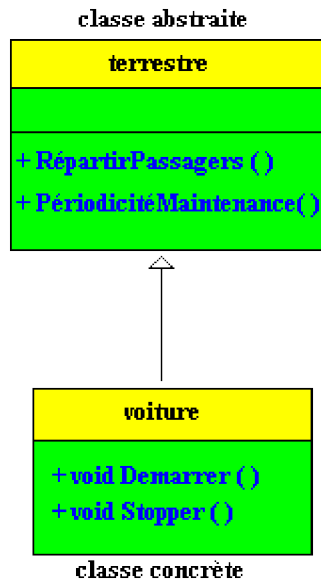 classe abstraite
terrestre
+ RépartirPassagers ( )
+ PériodicitéMaintenance( )
voiture
+ void Demarrer ( )
+ void Stopper ( )
classe concrète